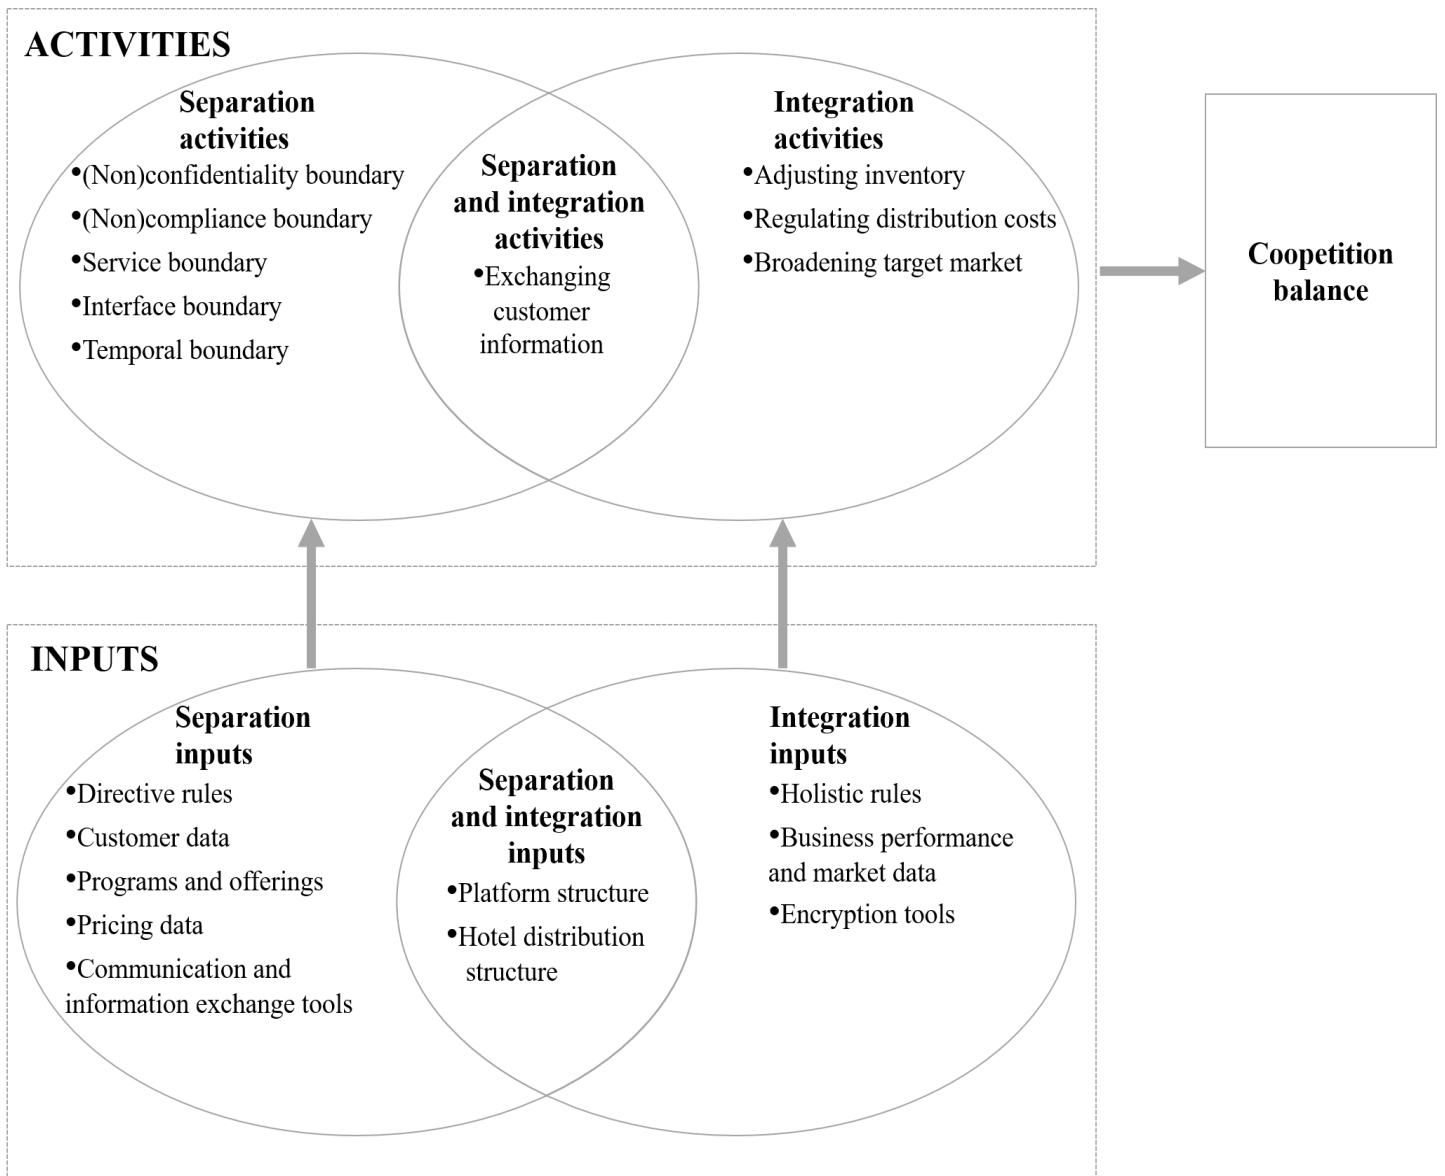 ACTIVITIES
Separation
activities
•(Non)confidentiality boundary
•(Non)compliance boundary
•Service boundary
•Interface boundary
•Temporal boundary
Separation
and integration
activities
•Exchanging
customer
information
Integration
activities
•Adjusting inventory
•Regulating distribution costs
•Broadening target market
Coopetition
balance
INPUTS
Separation
inputs
•Directive rules
•Customer data
•Programs and offerings
•Pricing data
•Communication and
information exchange tools
Separation
and integration
inputs
•Platform structure
•Hotel distribution
structure
Integration
inputs
•Holistic rules
•Business performance
and market data
•Encryption tools